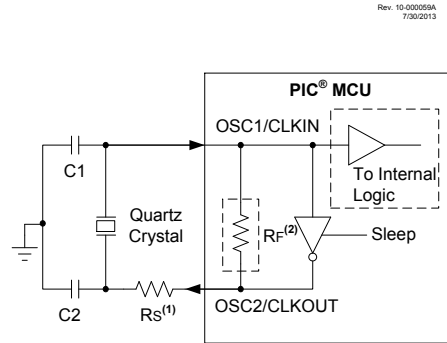 Rev. 10-000059A
7/30/2013
PIC® MCU
OSC1/CLKIN
C1
To Internal
Logic
Quartz
Crystal
RF(2)
Sleep
OSC2/CLKOUT
C2
RS(1)